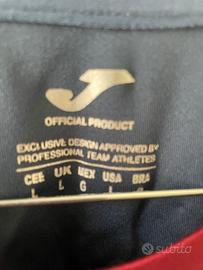 OFFICIAL PRODUCT
EXCLUSIVE DESIGN APPROVED BY
PROFESSIONAL TEAM ATHLETES
CEE UK MEX USA BRA
L L G L G
subito